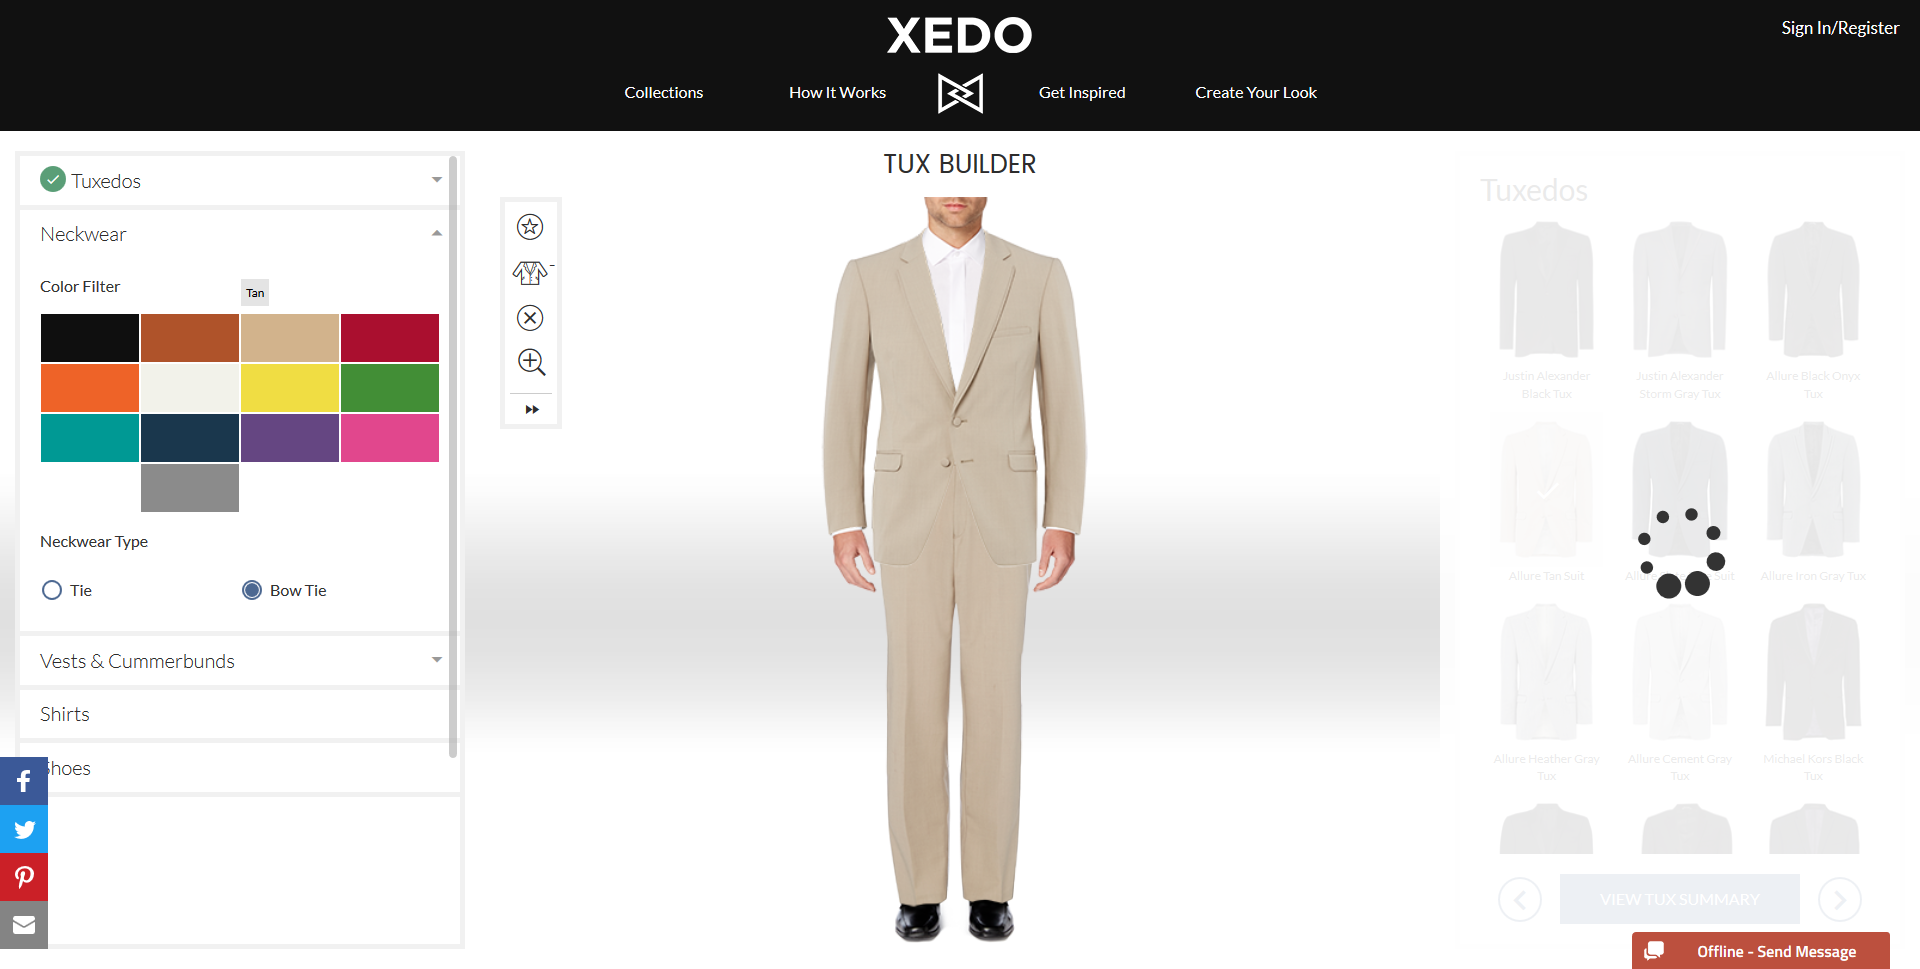 XEDO
Sign In/Register
Collections
How It Works
Get Inspired
Create Your Look
Tuxedos
Neckwear
Color Filter
Tan
Neckwear Type
Tie
Bow Tie
Vests & Cummerbunds
Shirts
hoes
TUX BUILDER
Tuxedos
Justin Alexander
Black Tux
Justin Alexander
Storm Gray Tux
Allure Black Onyx
Tux
Allure Tan Suit
Suit
Allure Iron Gray Tux
Allure Heather Gray
Tux
Allure Cement Gray
Tux
Michael Kors Black
Tux
VIEW TUX SUMMARY
Offline - Send Message